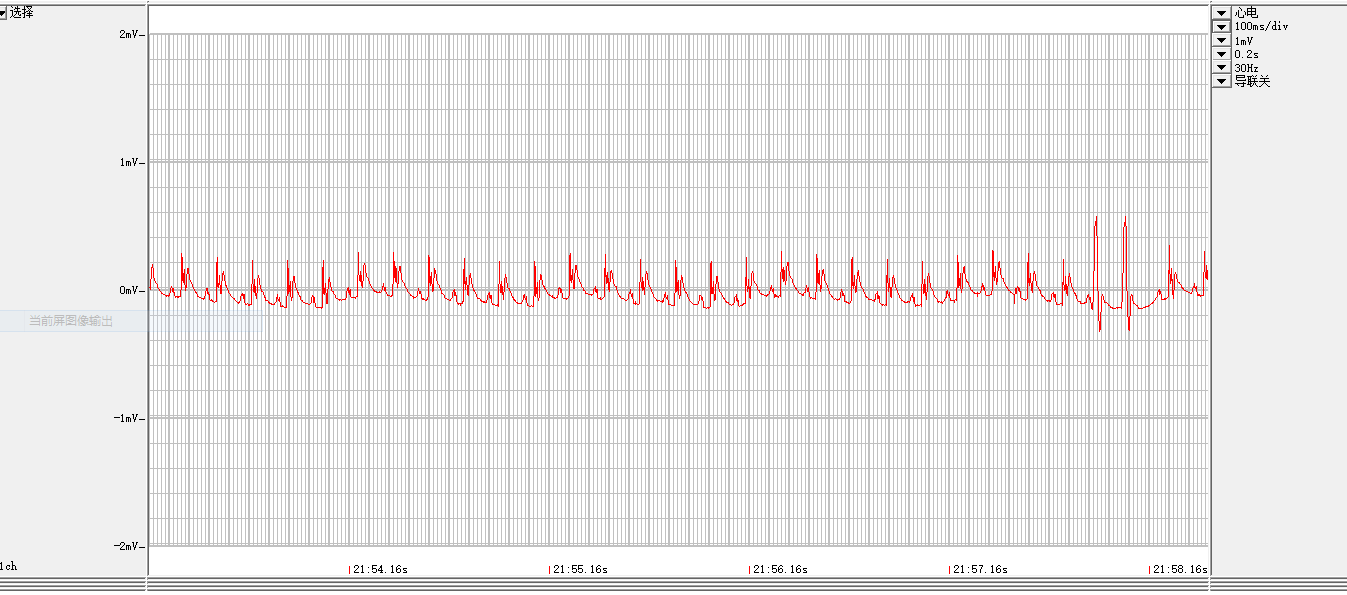 选择
心电
100ms/div
1mV
0.2s
30Hz
导联关
2mV
1mV
0mV
当前屏图像输出
-1mV
-2mV
1ch
21:54.16s
21:55.16s
21:56.16s
21:57.16s
21:58.16s